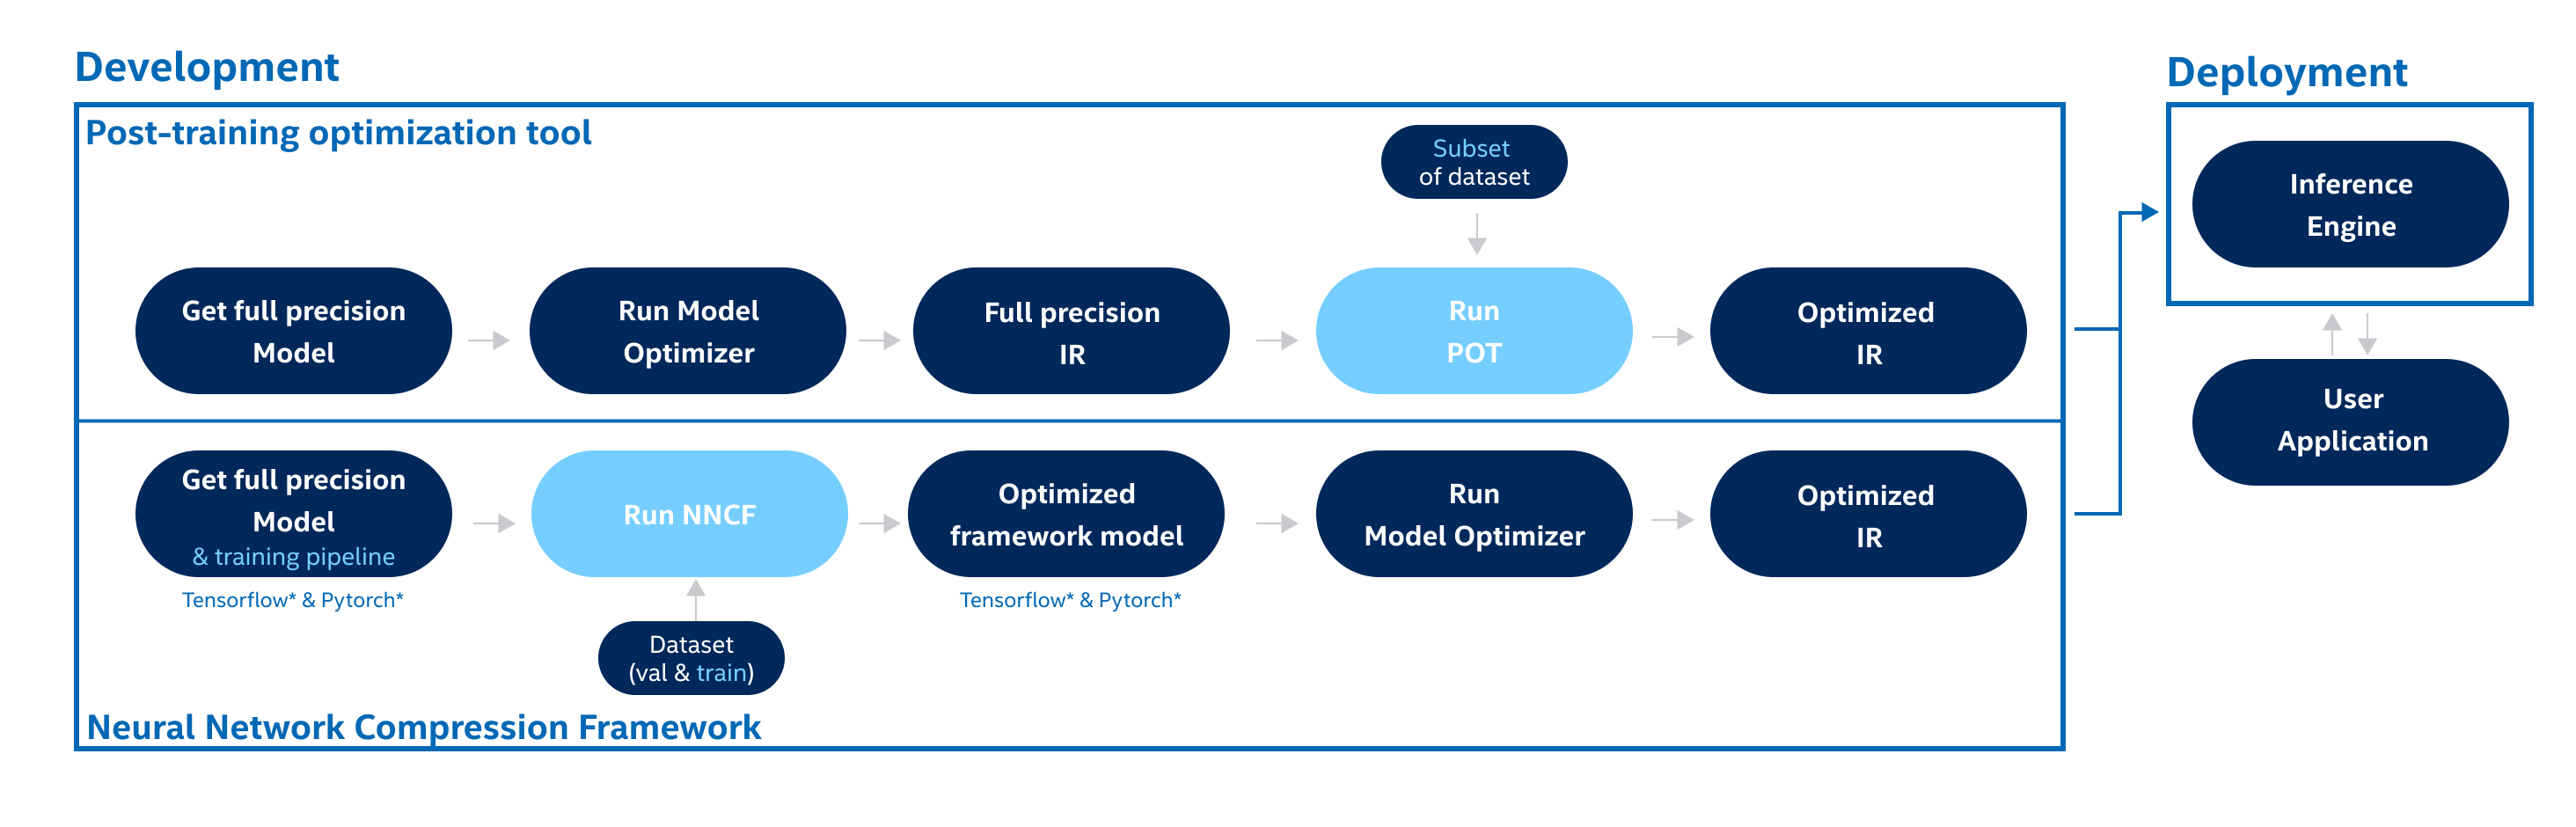 Development
Post-training optimization tool
Subset
of dataset
Get full precision
Model
Run Model
Optimizer
Full precision
IR
Run
POT
Optimized
IR
Get full precision
Model
& training pipeline
Tensorflow* & Pytorch*
Run NNCF
Dataset
(val & train)
Optimized
framework model
Tensorflow* & Pytorch*
Run
Model Optimizer
Optimized
IR
Neural Network Compression Framework
Deployment
Inference
Engine
User
Application